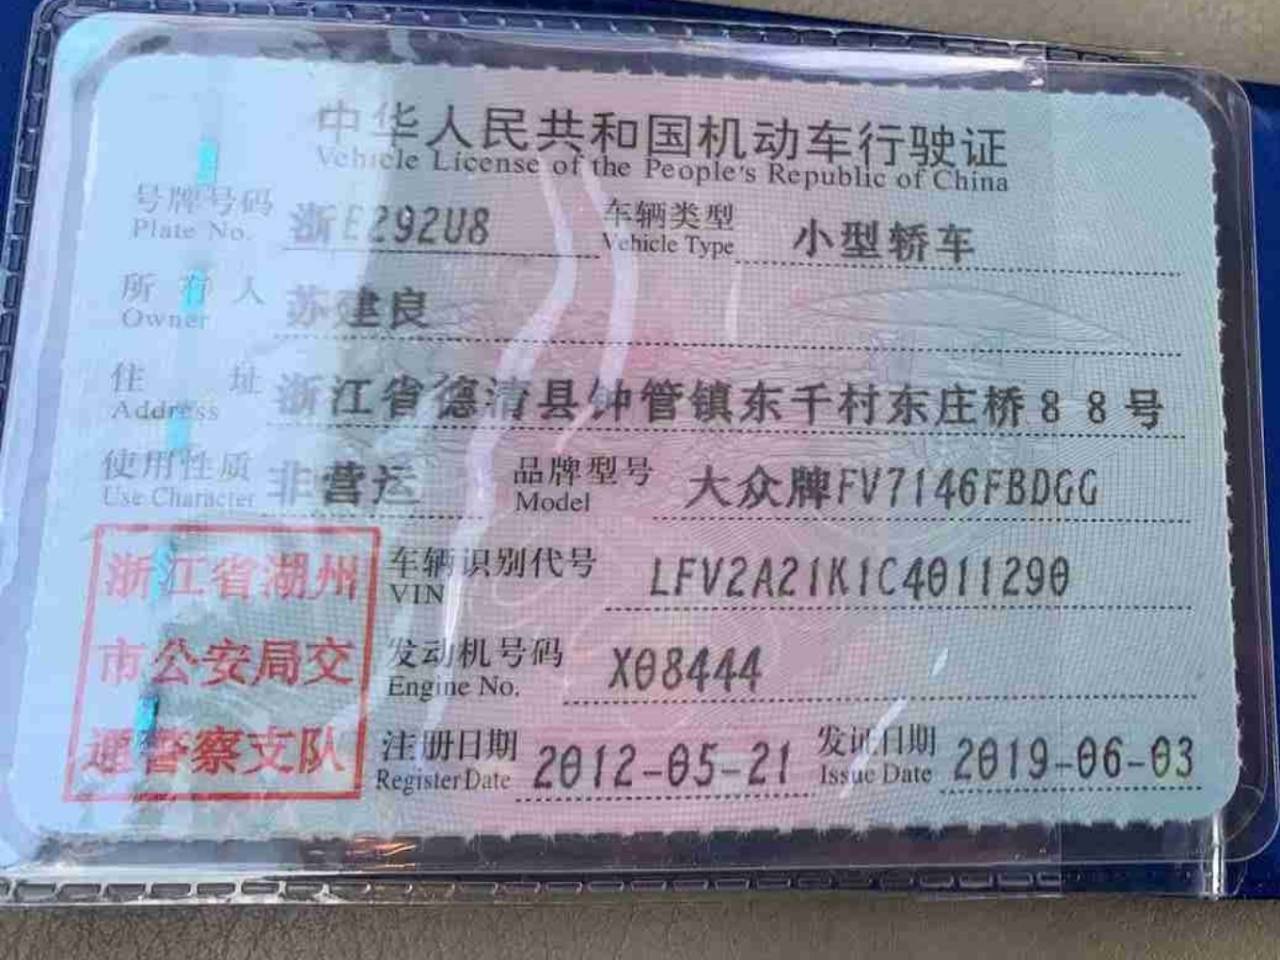 中华人民共和国机动车行驶证
Vehicle License of the People's Republic of China
号牌号码 浙E292U8 车辆类型 小型轿车
Plate No. Vehicle Type
所有人 苏建良
Owner
住址 浙江省德清县钟管镇东千村东庄桥88号
Address
使用性质 非营运 品牌型号 大众牌FV7146FBDGG
Use Character Model
浙江省湖州
市公安局交
通警察支队
车辆识别代号 LFV2A21K1C4011290
VIN
发动机号码 X08444
Engine No.
注册日期 2012-05-21 发证日期 2019-06-03
Register Date Issue Date